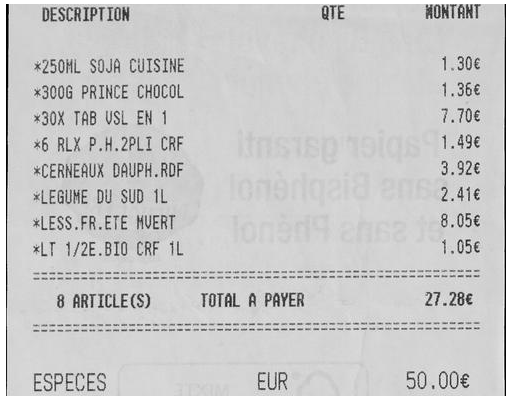 DESCRIPTION QTE MONTANT
*250ML SOJA CUISINE 1.30€
*300G PRINCE CHOCOL 1.36€
*30X TAB VSL EN 1 7.70€
*6 RLX P.H.2PLI CRF 1.49€
*CERNEAUX DAUPH.RDF 3.92€
*LEGUME DU SUD 1L 2.41€
*LESS.FR.ETE MVERT 8.05€
*LT 1/2E.BIO CRF 1L 1.05€
8 ARTICLE(S) TOTAL A PAYER 27.28€
ESPECES EUR 50.00€
Papier garanti
sans Bisphénol
et sans Phénol
MIXTE